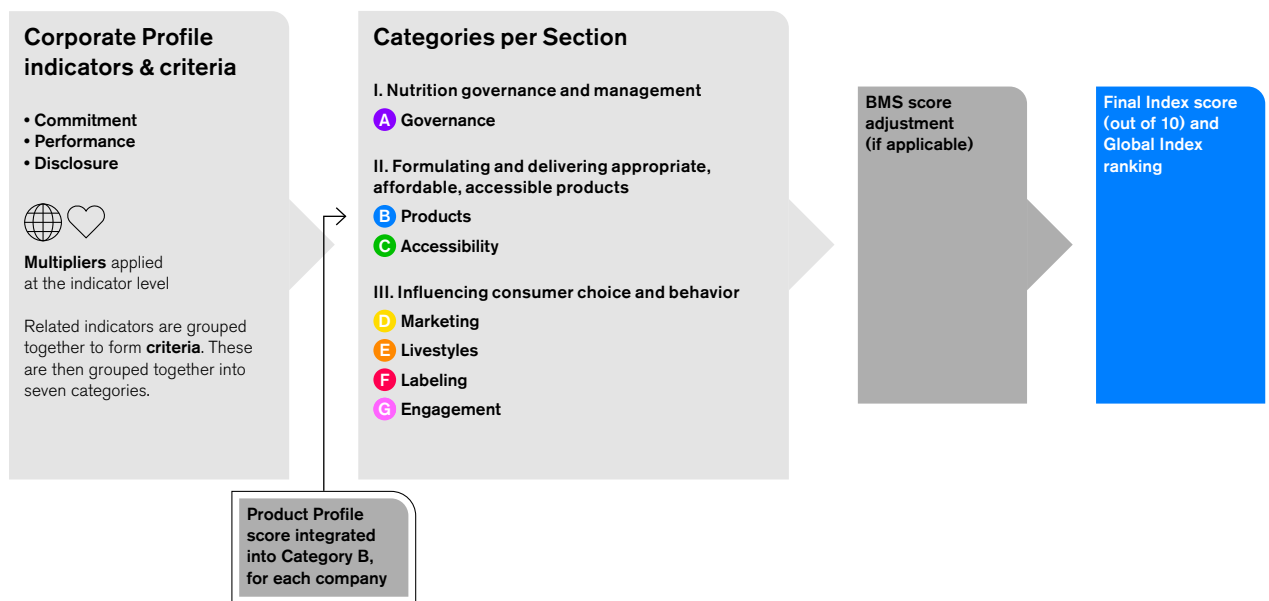 Corporate Profile
indicators & criteria
• Commitment
• Performance
• Disclosure
Multipliers applied
at the indicator level
Related indicators are grouped
together to form criteria. These
are then grouped together into
seven categories.
Categories per Section
I. Nutrition governance and management
A Governance
II. Formulating and delivering appropriate,
affordable, accessible products
B Products
C Accessibility
III. Influencing consumer choice and behavior
D Marketing
E Livestyles
F Labeling
G Engagement
Product Profile
score integrated
into Category B,
for each company
BMS score
adjustment
(if applicable)
Final Index score
(out of 10) and
Global Index
ranking